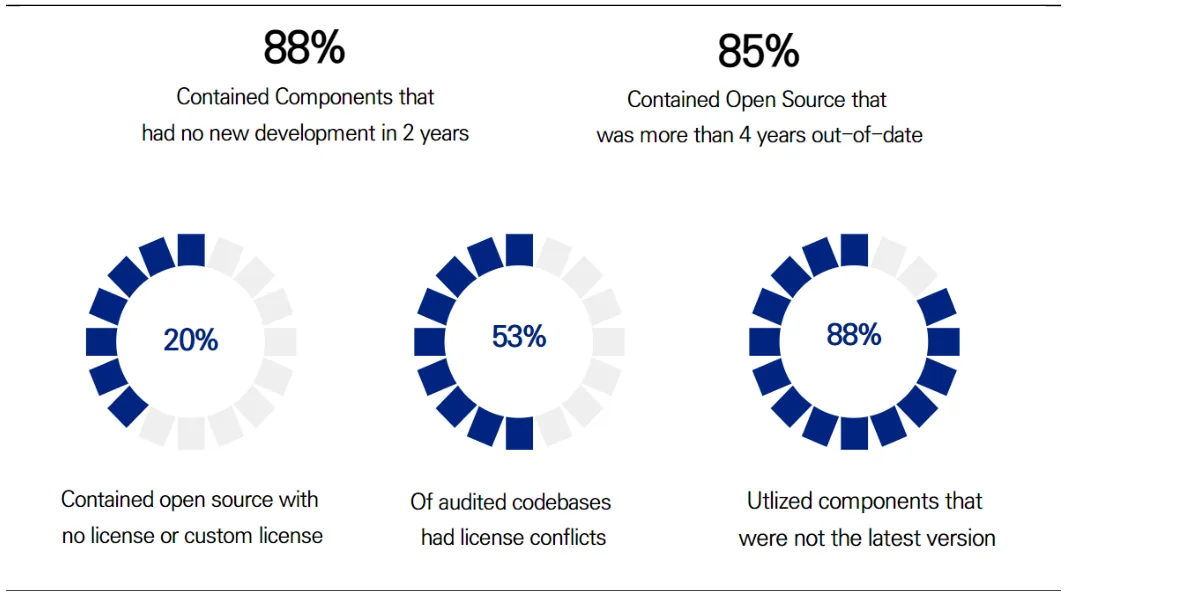 88%
Contained Components that
had no new development in 2 years
85%
Contained Open Source that
was more than 4 years out-of-date
20%
Contained open source with
no license or custom license
53%
Of audited codebases
had license conflicts
88%
Utlized components that
were not the latest version